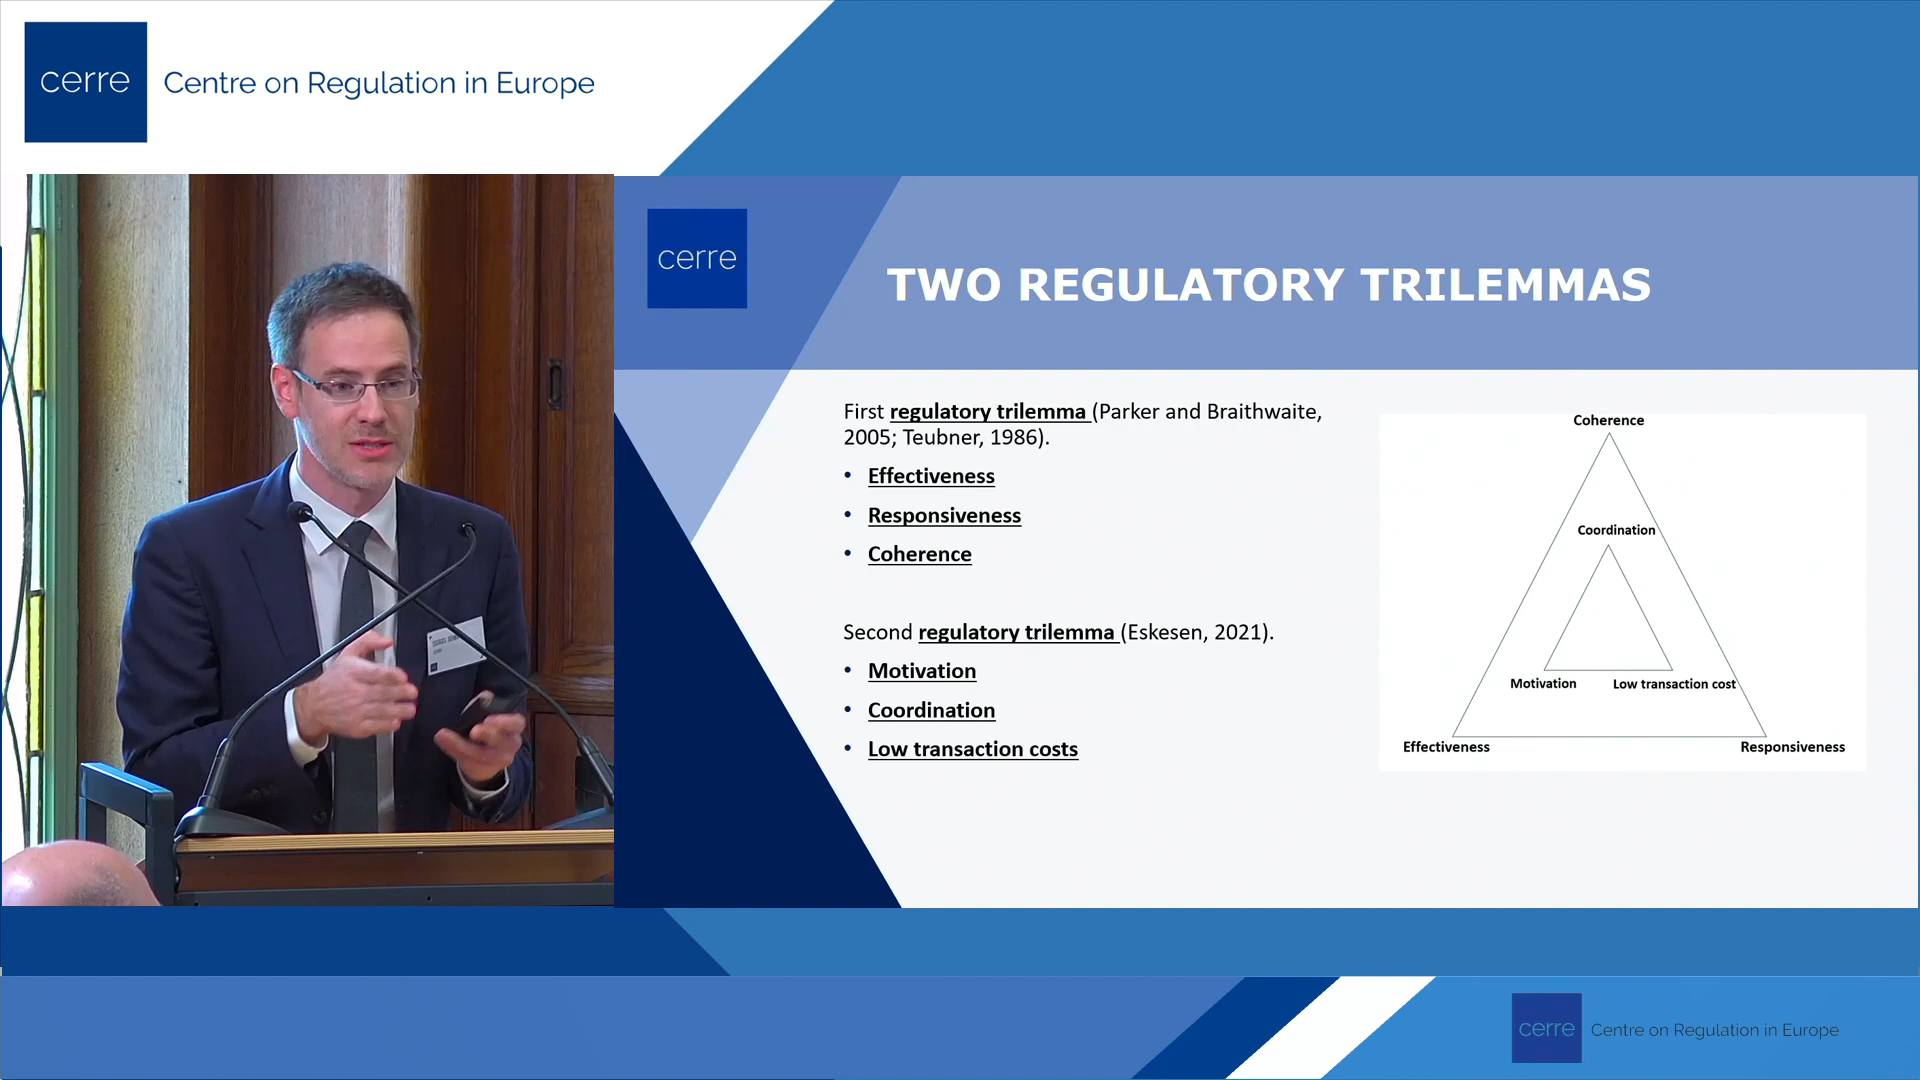 cerre
Centre on Regulation in Europe
cerre
TWO REGULATORY TRILEMMAS
First regulatory trilemma (Parker and Braithwaite,
2005; Teubner, 1986).
• Effectiveness
• Responsiveness
• Coherence
Second regulatory trilemma (Eskesen, 2021).
• Motivation
• Coordination
• Low transaction costs
Coherence
Coordination
Motivation
Low transaction cost
Effectiveness
Responsiveness
cerre
Centre on Regulation in Europe